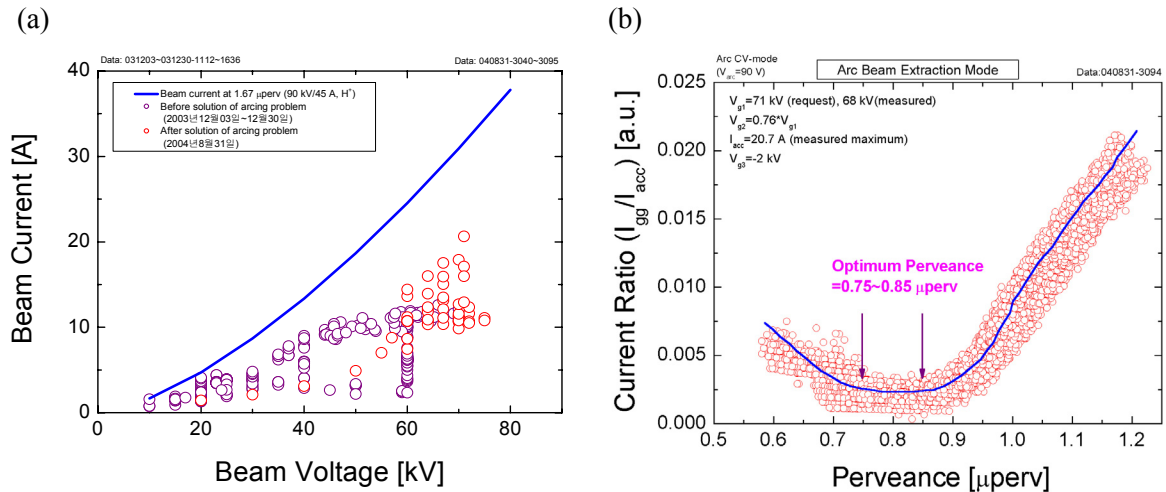 (a)
Data: 031203~031230-1112~1636
Data: 040831-3040~3095
Beam current at 1.67 μperv (90 kV/45 A, H⁺)
Before solution of arcing problem
(2003년12월03일~12월30일)
After solution of arcing problem
(2004년8월31일)
Beam Current [A]
40
30
20
10
0
0
20
40
60
80
Beam Voltage [kV]
(b)
Arc CV-mode
(V_arc=90 V)
Arc Beam Extraction Mode
Data:040831-3094
V_g1=71 kV (request), 68 kV(measured)
V_g2=0.76*V_g1
I_acc=20.7 A (measured maximum)
V_g3=-2 kV
Optimum Perveance
=0.75~0.85 μperv
Current Ratio (I_gg/I_acc) [a.u.]
0.025
0.020
0.015
0.010
0.005
0.000
0.5
0.6
0.7
0.8
0.9
1.0
1.1
1.2
Perveance [μperv]